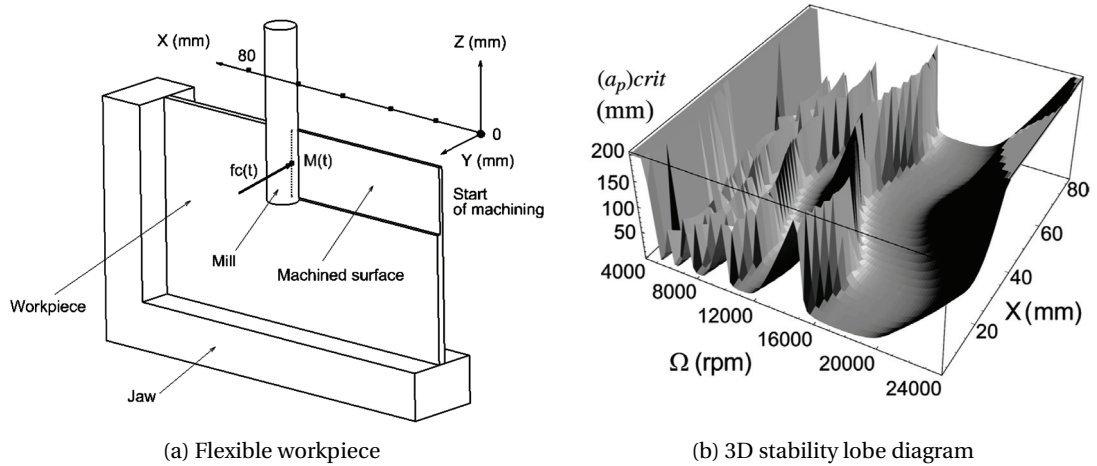 X (mm)
80
Z (mm)
0
Y (mm)
fc(t)
M(t)
Start
of machining
Mill
Machined surface
Workpiece
Jaw
(a) Flexible workpiece
(aₚ)crit
(mm)
200
150
100
50
4000
8000
12000
16000
20000
24000
Ω (rpm)
20
40
60
80
X (mm)
(b) 3D stability lobe diagram